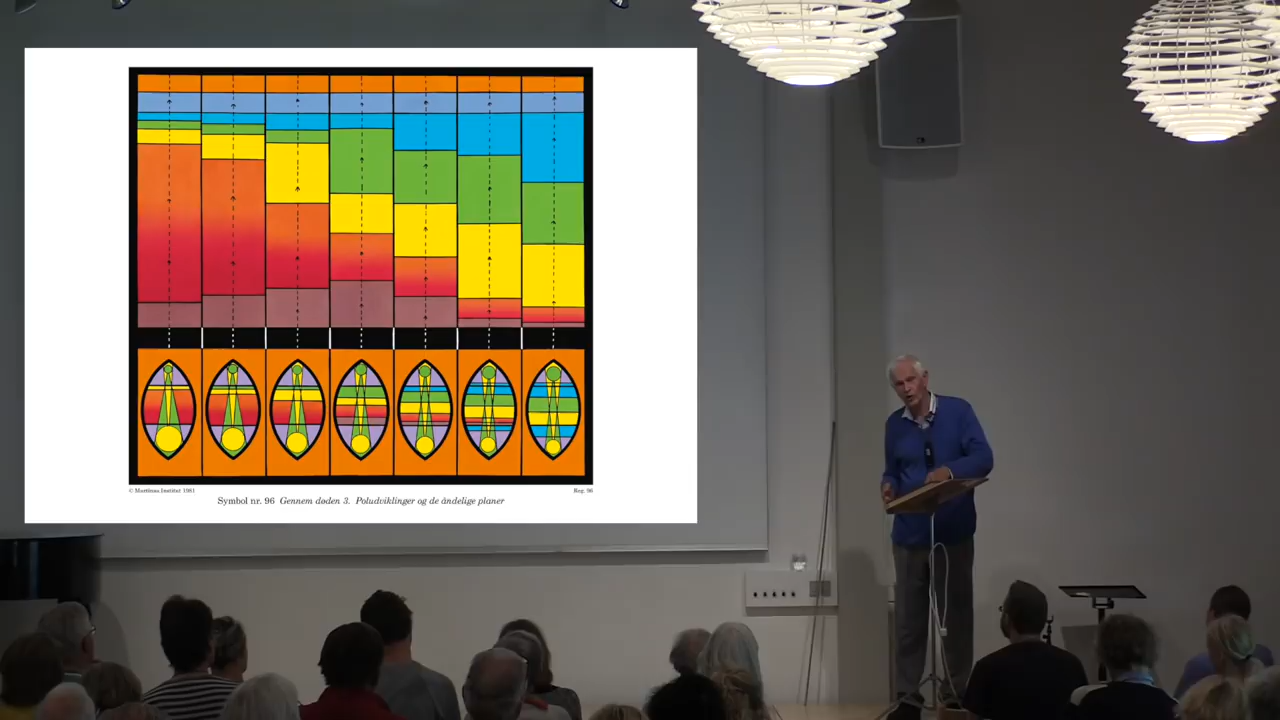 © Martinus Institut 1981
Reg. 96
Symbol nr. 96 Gennem døden 3. Poludviklinger og de åndelige planer